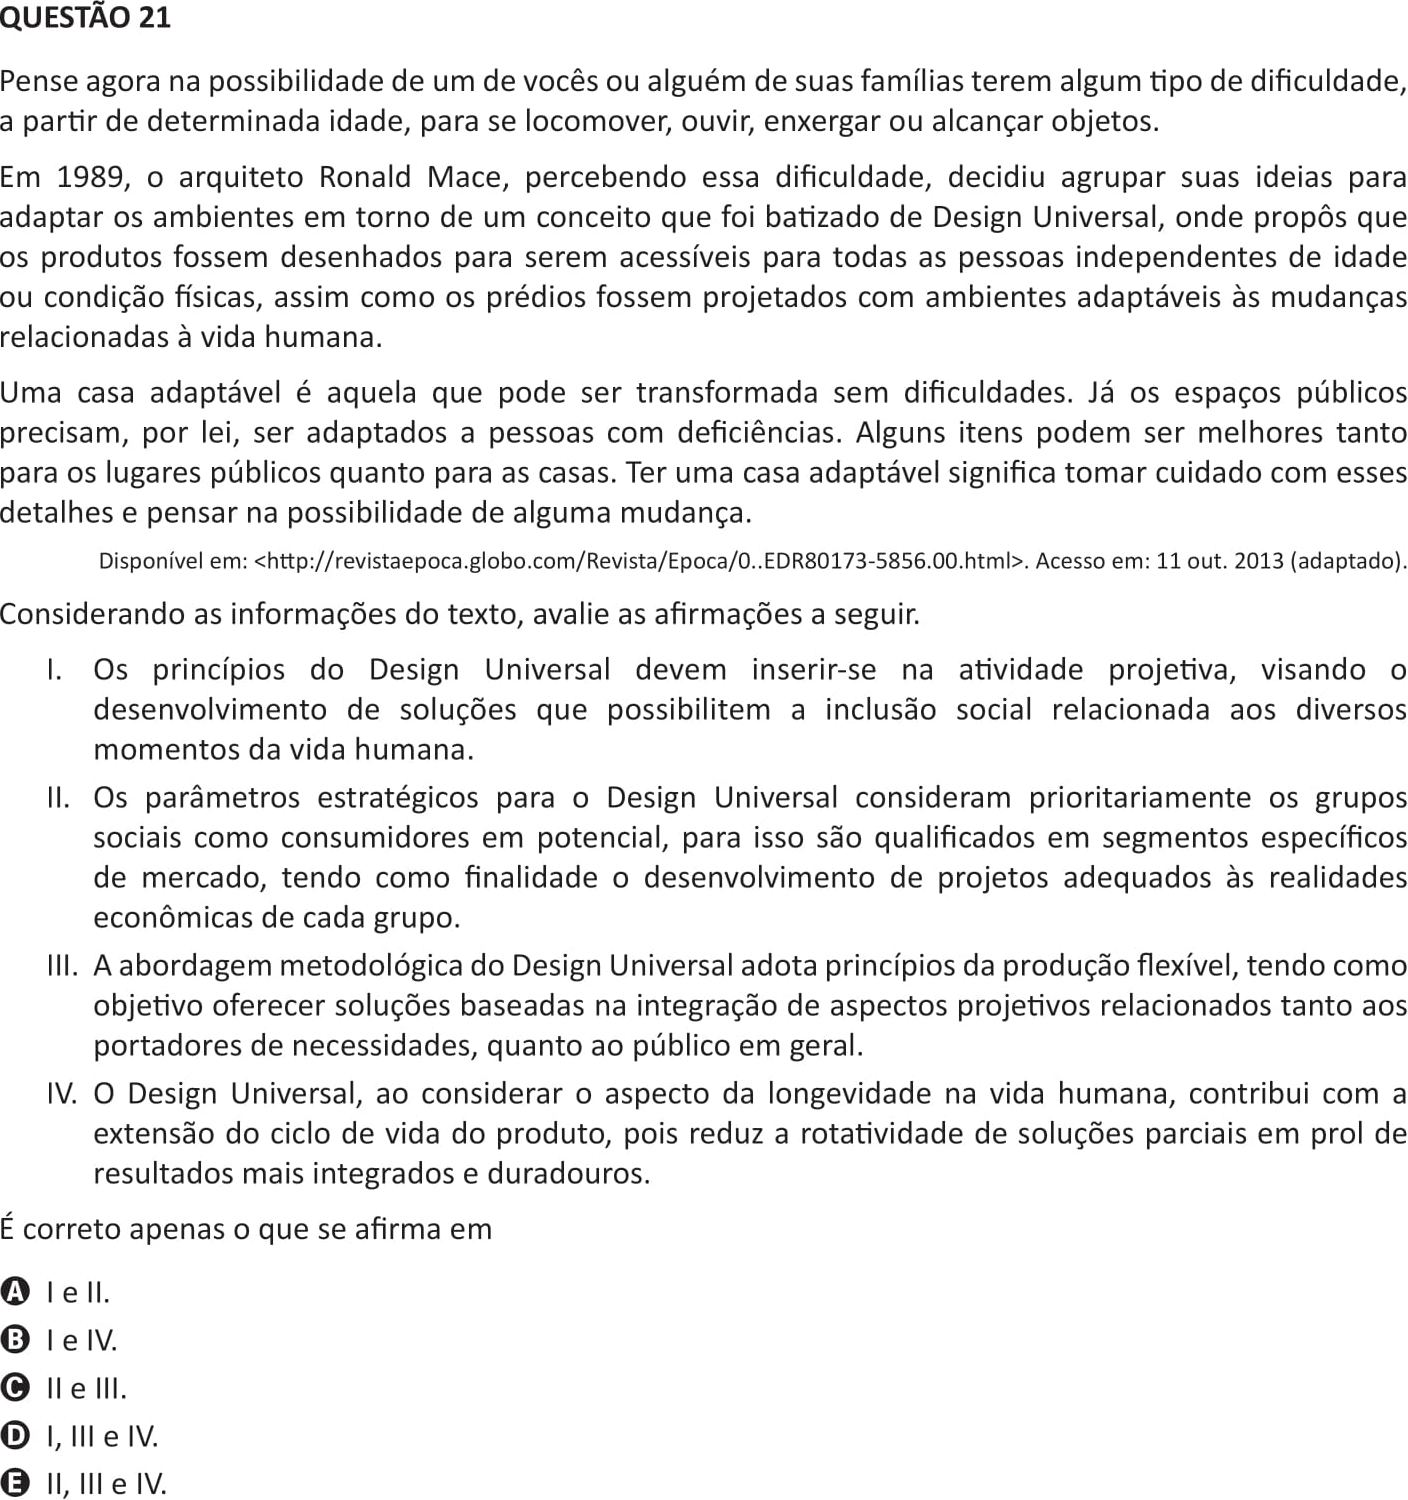 QUESTÃO 21
Pense agora na possibilidade de um de vocês ou alguém de suas famílias terem algum tipo de dificuldade,
a partir de determinada idade, para se locomover, ouvir, enxergar ou alcançar objetos.
Em 1989, o arquiteto Ronald Mace, percebendo essa dificuldade, decidiu agrupar suas ideias para
adaptar os ambientes em torno de um conceito que foi batizado de Design Universal, onde propôs que
os produtos fossem desenhados para serem acessíveis para todas as pessoas independentes de idade
ou condição físicas, assim como os prédios fossem projetados com ambientes adaptáveis às mudanças
relacionadas à vida humana.
Uma casa adaptável é aquela que pode ser transformada sem dificuldades. Já os espaços públicos
precisam, por lei, ser adaptados a pessoas com deficiências. Alguns itens podem ser melhores tanto
para os lugares públicos quanto para as casas. Ter uma casa adaptável significa tomar cuidado com esses
detalhes e pensar na possibilidade de alguma mudança.
Disponível em: <http://revistaepoca.globo.com/Revista/Epoca/0..EDR80173-5856.00.html>. Acesso em: 11 out. 2013 (adaptado).
Considerando as informações do texto, avalie as afirmações a seguir.
I. Os princípios do Design Universal devem inserir-se na atividade projetiva, visando o
desenvolvimento de soluções que possibilitem a inclusão social relacionada aos diversos
momentos da vida humana.
II. Os parâmetros estratégicos para o Design Universal consideram prioritariamente os grupos
sociais como consumidores em potencial, para isso são qualificados em segmentos específicos
de mercado, tendo como finalidade o desenvolvimento de projetos adequados às realidades
econômicas de cada grupo.
III. A abordagem metodológica do Design Universal adota princípios da produção flexível, tendo como
objetivo oferecer soluções baseadas na integração de aspectos projetivos relacionados tanto aos
portadores de necessidades, quanto ao público em geral.
IV. O Design Universal, ao considerar o aspecto da longevidade na vida humana, contribui com a
extensão do ciclo de vida do produto, pois reduz a rotatividade de soluções parciais em prol de
resultados mais integrados e duradouros.
É correto apenas o que se afirma em
A I e II.
B I e IV.
C II e III.
D I, III e IV.
E II, III e IV.